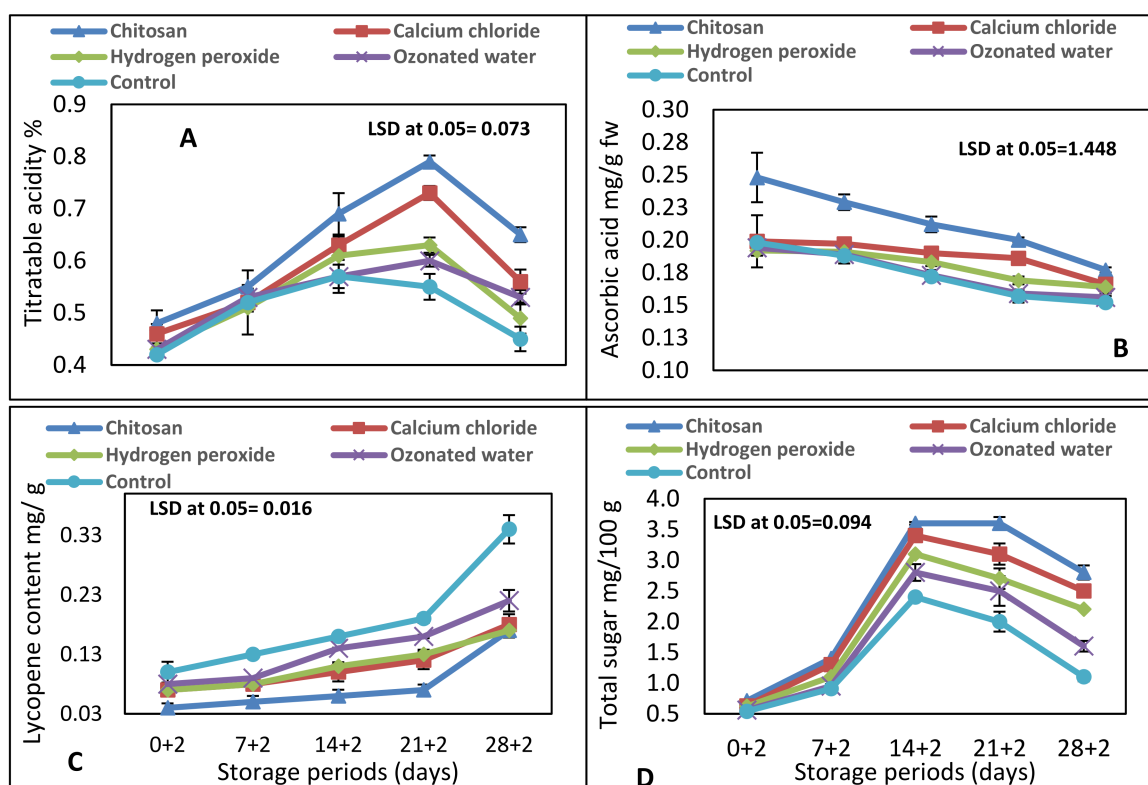 Chitosan
Calcium chloride
Hydrogen peroxide
Ozonated water
Control
Titratable acidity %
0.9
0.8
0.7
0.6
0.5
0.4
A
LSD at 0.05= 0.073
Chitosan
Calcium chloride
Hydrogen peroxide
Ozonated water
Control
Ascorbic acid mg/g fw
0.30
0.28
0.25
0.23
0.20
0.18
0.15
0.13
0.10
LSD at 0.05=1.448
B
Chitosan
Calcium chloride
Hydrogen peroxide
Ozonated water
Control
Lycopene content mg/ g
LSD at 0.05= 0.016
0.33
0.23
0.13
0.03
0+2 7+2 14+2 21+2 28+2
C
Storage periods (days)
Chitosan
Calcium chloride
Hydrogen peroxide
Ozonated water
Control
Total sugar mg/100 g
4.0
3.5
3.0
2.5
2.0
1.5
1.0
0.5
LSD at 0.05=0.094
0+2 7+2 14+2 21+2 28+2
D
Storage periods (days)